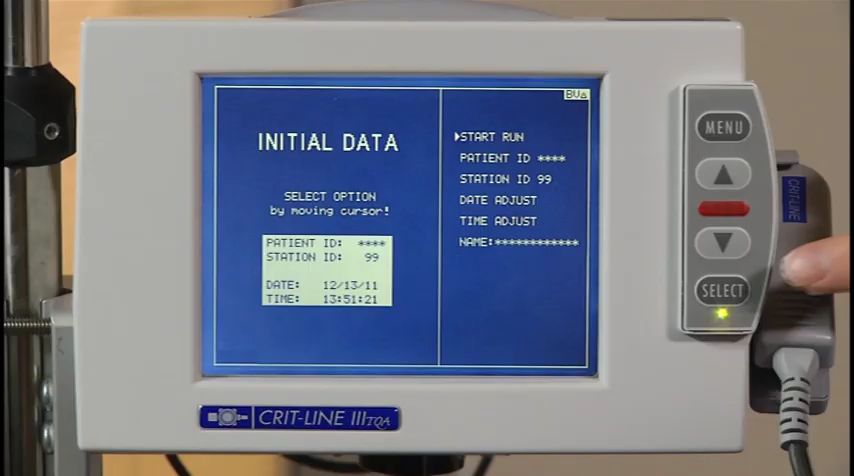 BV△
INITIAL DATA
SELECT OPTION
by moving cursor!
PATIENT ID: ****
STATION ID: 99
DATE: 12/13/11
TIME: 13:51:21
START RUN
PATIENT ID ****
STATION ID 99
DATE ADJUST
TIME ADJUST
NAME:************
MENU
SELECT
CRIT-LINE
CRIT-LINE III TQA